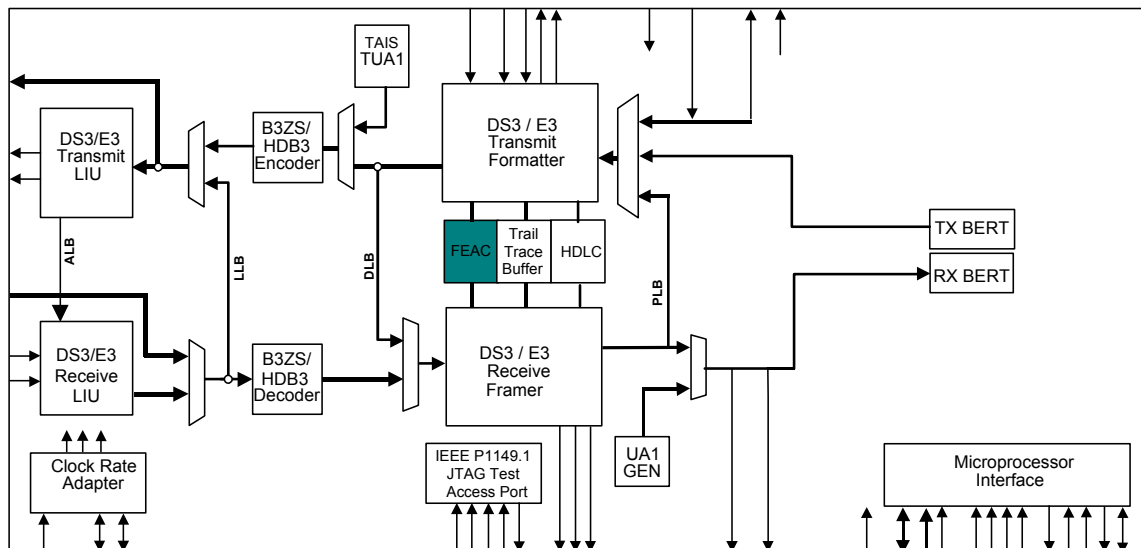 TAIS
TUA1
DS3/E3
Transmit
LIU
B3ZS/
HDB3
Encoder
DS3 / E3
Transmit
Formatter
ALB
LLB
DLB
FEAC
Trail
Trace
Buffer
HDLC
PLB
TX BERT
RX BERT
DS3/E3
Receive
LIU
B3ZS/
HDB3
Decoder
DS3 / E3
Receive
Framer
UA1
GEN
Clock Rate
Adapter
IEEE P1149.1
JTAG Test
Access Port
Microprocessor
Interface